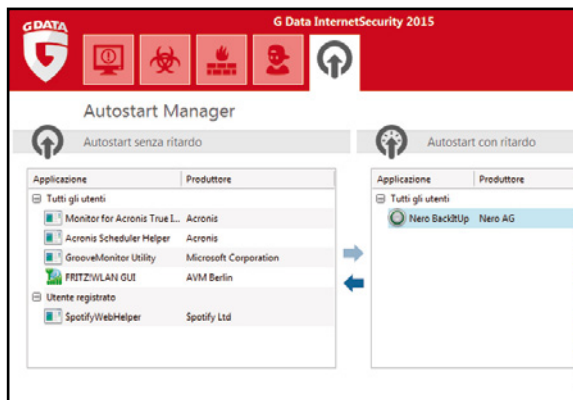 G DATA
G Data InternetSecurity 2015
Autostart Manager
Autostart senza ritardo
Applicazione Produttore
Tutti gli utenti
Monitor for Acronis True I... Acronis
Acronis Scheduler Helper Acronis
GrooveMonitor Utility Microsoft Corporation
FRITZ!WLAN GUI AVM Berlin
Utente registrato
SpotifyWebHelper Spotify Ltd
Autostart con ritardo
Applicazione Produttore
Tutti gli utenti
Nero BackItUp Nero AG